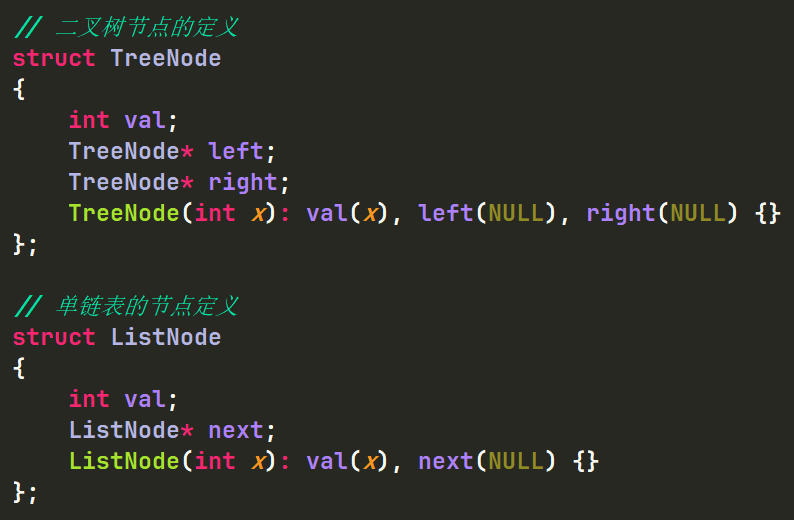 // 二叉树节点的定义
struct TreeNode
{
    int val;
    TreeNode* left;
    TreeNode* right;
    TreeNode(int x): val(x), left(NULL), right(NULL) {}
};

// 单链表的节点定义
struct ListNode
{
    int val;
    ListNode* next;
    ListNode(int x): val(x), next(NULL) {}
};